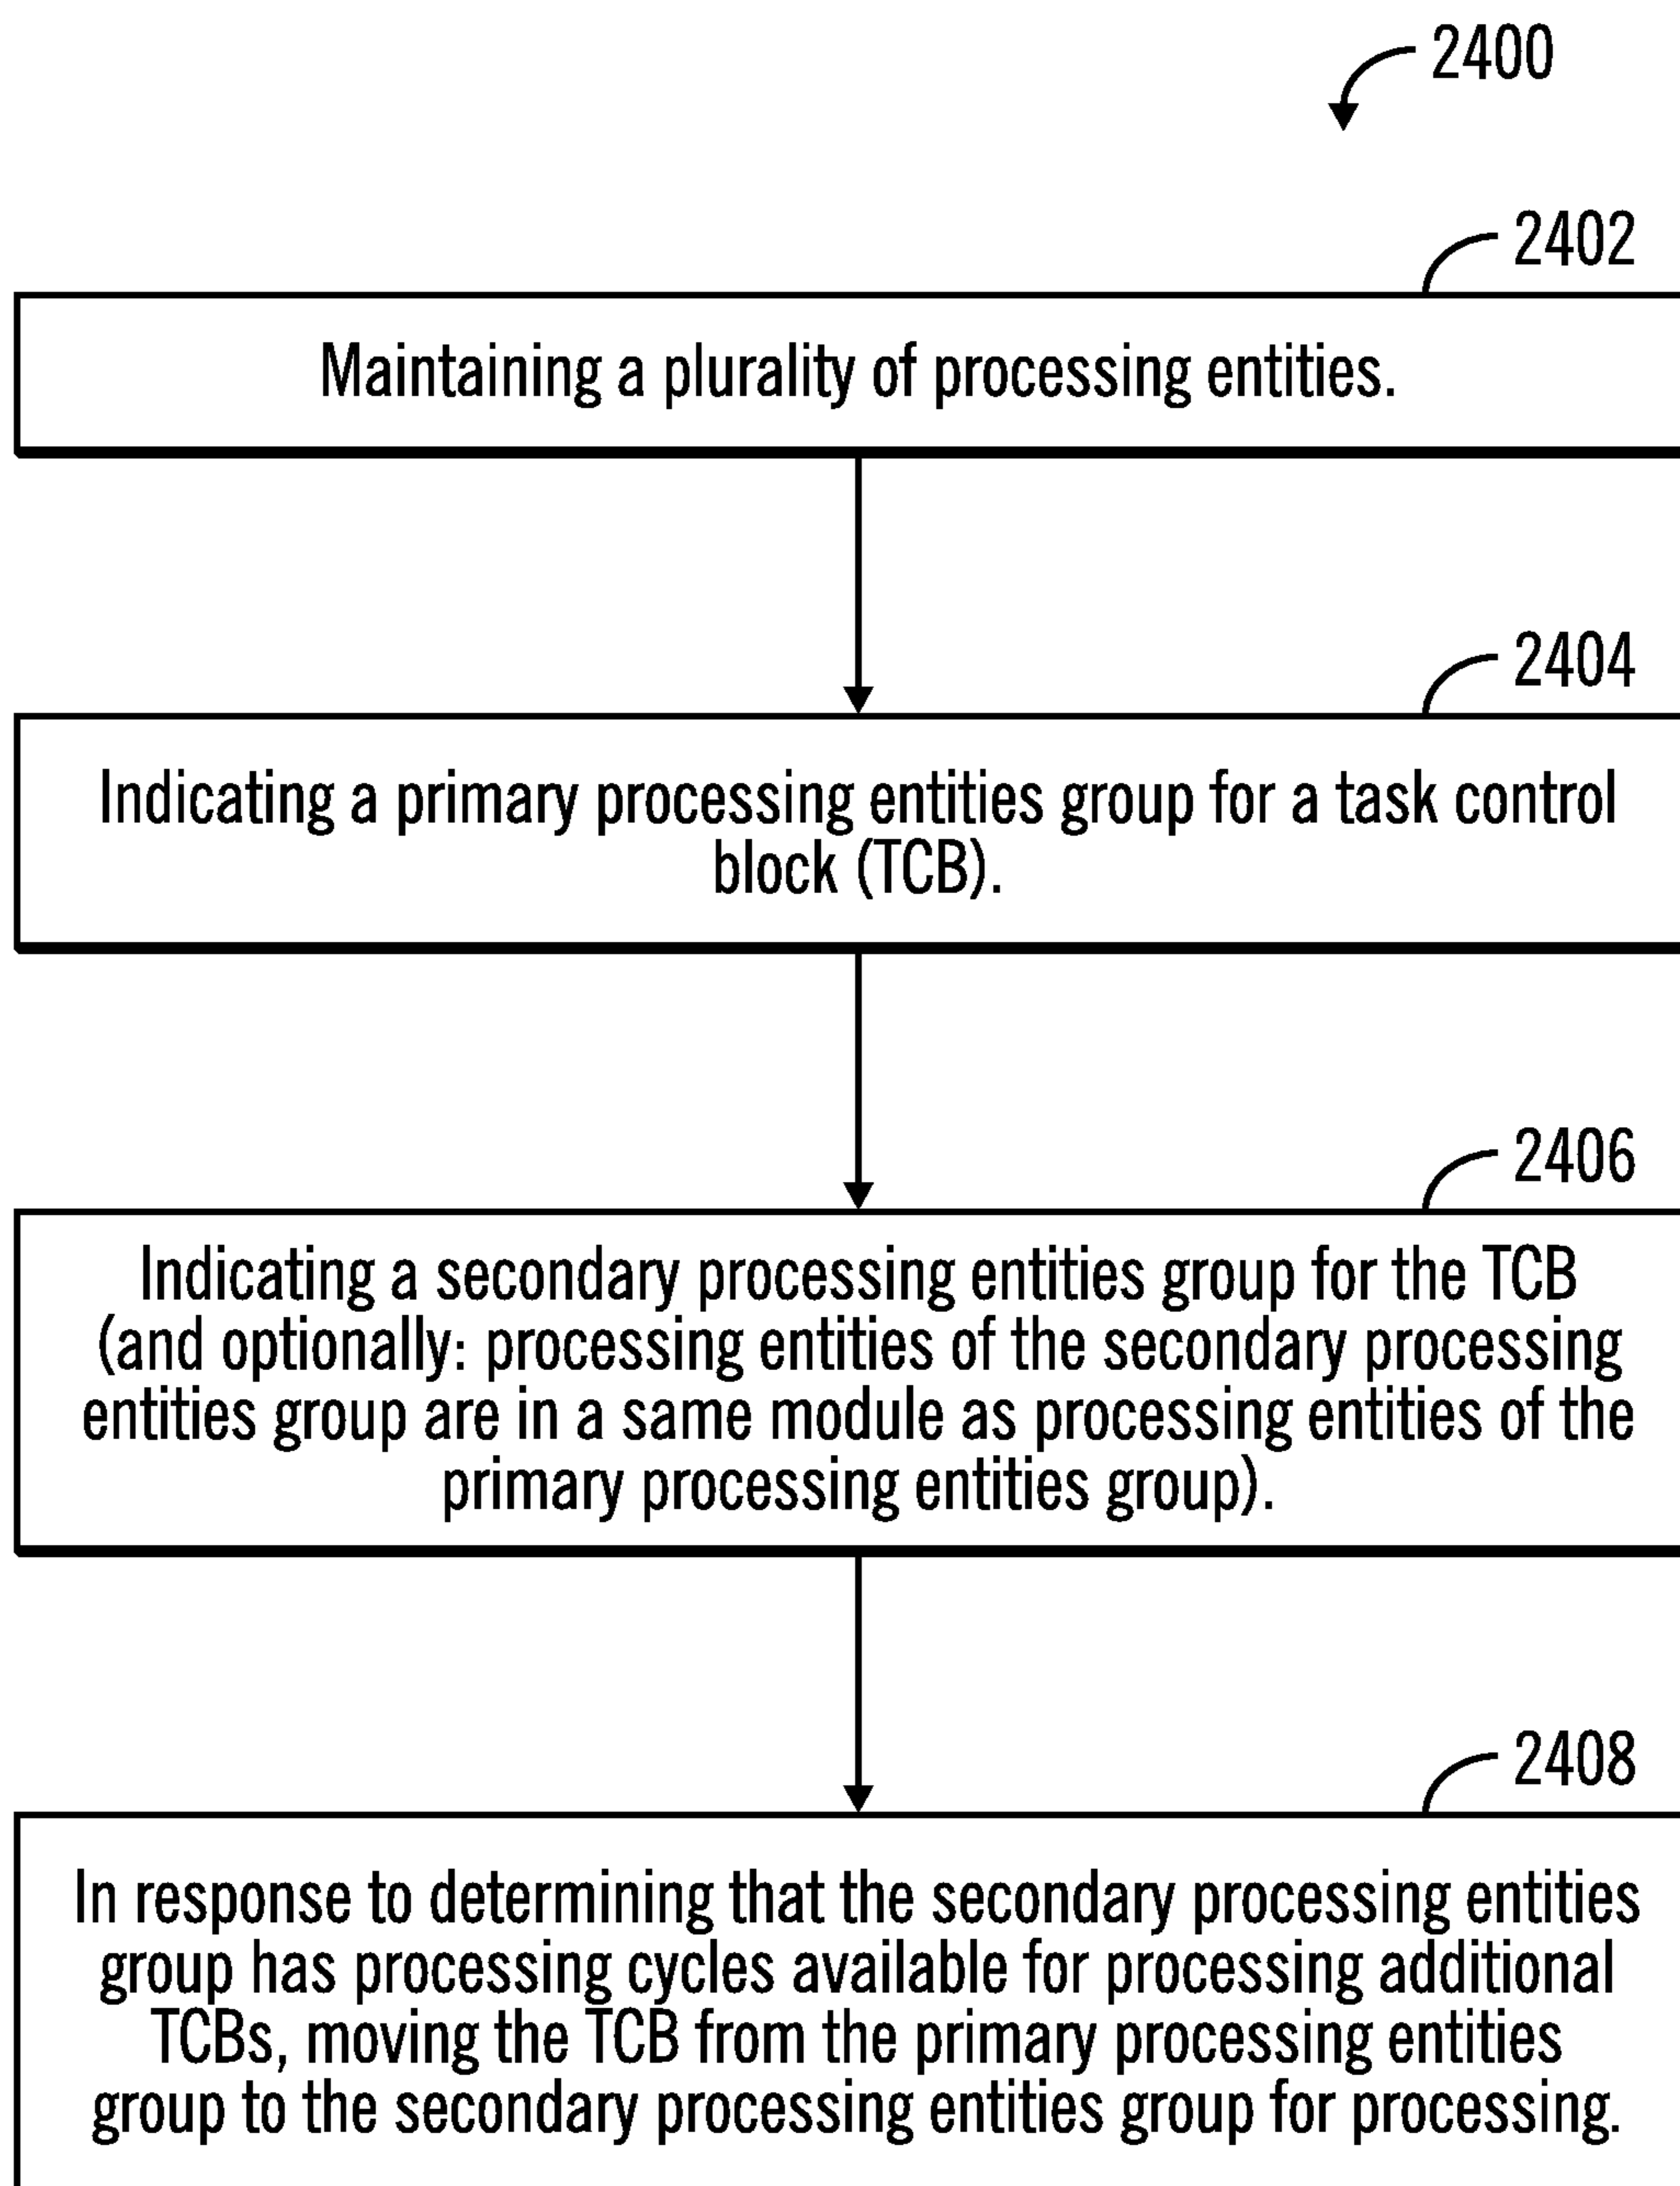 2400
2402
Maintaining a plurality of processing entities.
2404
Indicating a primary processing entities group for a task control
block (TCB).
2406
Indicating a secondary processing entities group for the TCB
(and optionally: processing entities of the secondary processing
entities group are in a same module as processing entities of the
primary processing entities group).
2408
In response to determining that the secondary processing entities
group has processing cycles available for processing additional
TCBs, moving the TCB from the primary processing entities
group to the secondary processing entities group for processing.